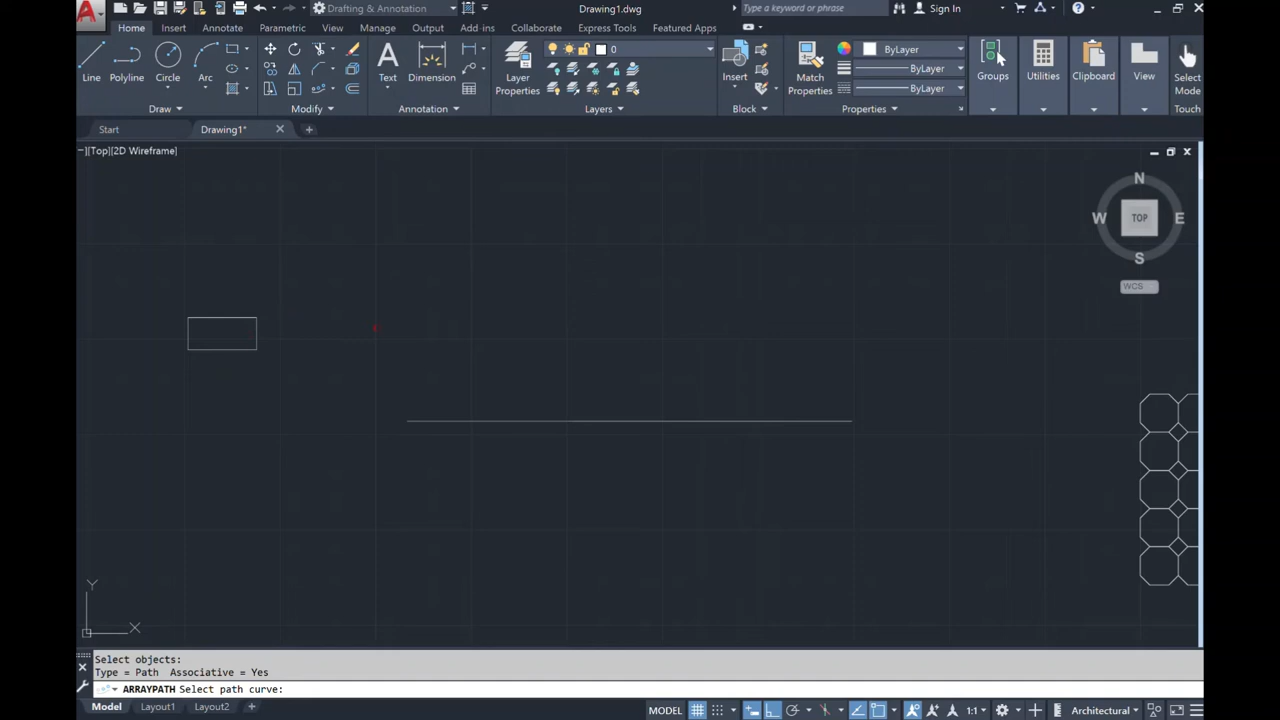 Drafting & Annotation
Drawing1.dwg
Type a keyword or phrase
Sign In
Home Insert Annotate Parametric View Manage Output Add-ins Collaborate Express Tools Featured Apps
Line Polyline Circle Arc
Draw
Modify
Text Dimension
Annotation
Layer Properties
0
Layers
Insert
Block
Match Properties
ByLayer
ByLayer
ByLayer
Properties
Groups
Utilities
Clipboard
View
Select Mode
Touch
Start Drawing1*
][Top][2D Wireframe]
N
W TOP E
S
WCS
Y
X
Select objects:
Type = Path Associative = Yes
ARRAYPATH Select path curve:
Model Layout1 Layout2 +
MODEL 1:1 Architectural